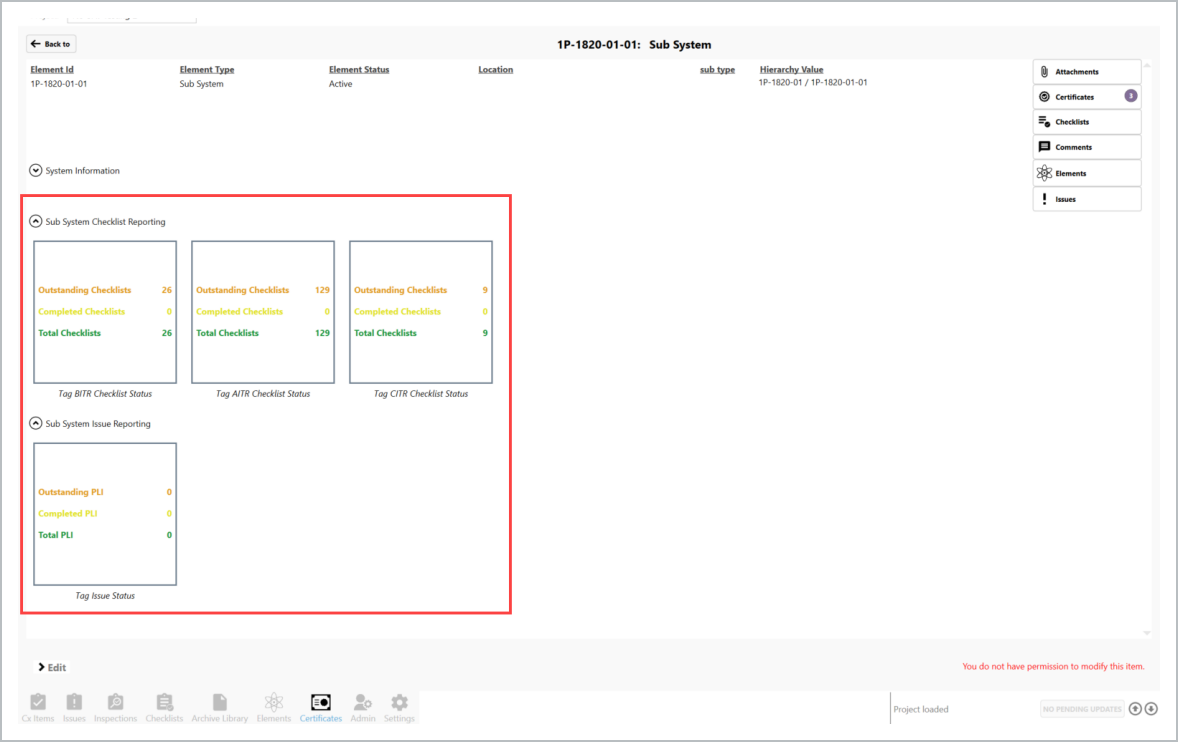 Back to
1P-1820-01-01: Sub System
Element Id Element Type Element Status Location sub type Hierarchy Value
1P-1820-01-01 Sub System Active 1P-1820-01 / 1P-1820-01-01
Attachments
Certificates 3
Checklists
Comments
Elements
Issues
System Information
Sub System Checklist Reporting
Outstanding Checklists 26 Outstanding Checklists 129 Outstanding Checklists 9
Completed Checklists 0 Completed Checklists 0 Completed Checklists 0
Total Checklists 26 Total Checklists 129 Total Checklists 9
Tag BITR Checklist Status Tag AITR Checklist Status Tag CITR Checklist Status
Sub System Issue Reporting
Outstanding PLI 0
Completed PLI 0
Total PLI 0
Tag Issue Status
Edit
You do not have permission to modify this item.
Cx Items Issues Inspections Checklists Archive Library Elements Certificates Admin Settings
Project loaded
NO PENDING UPDATES